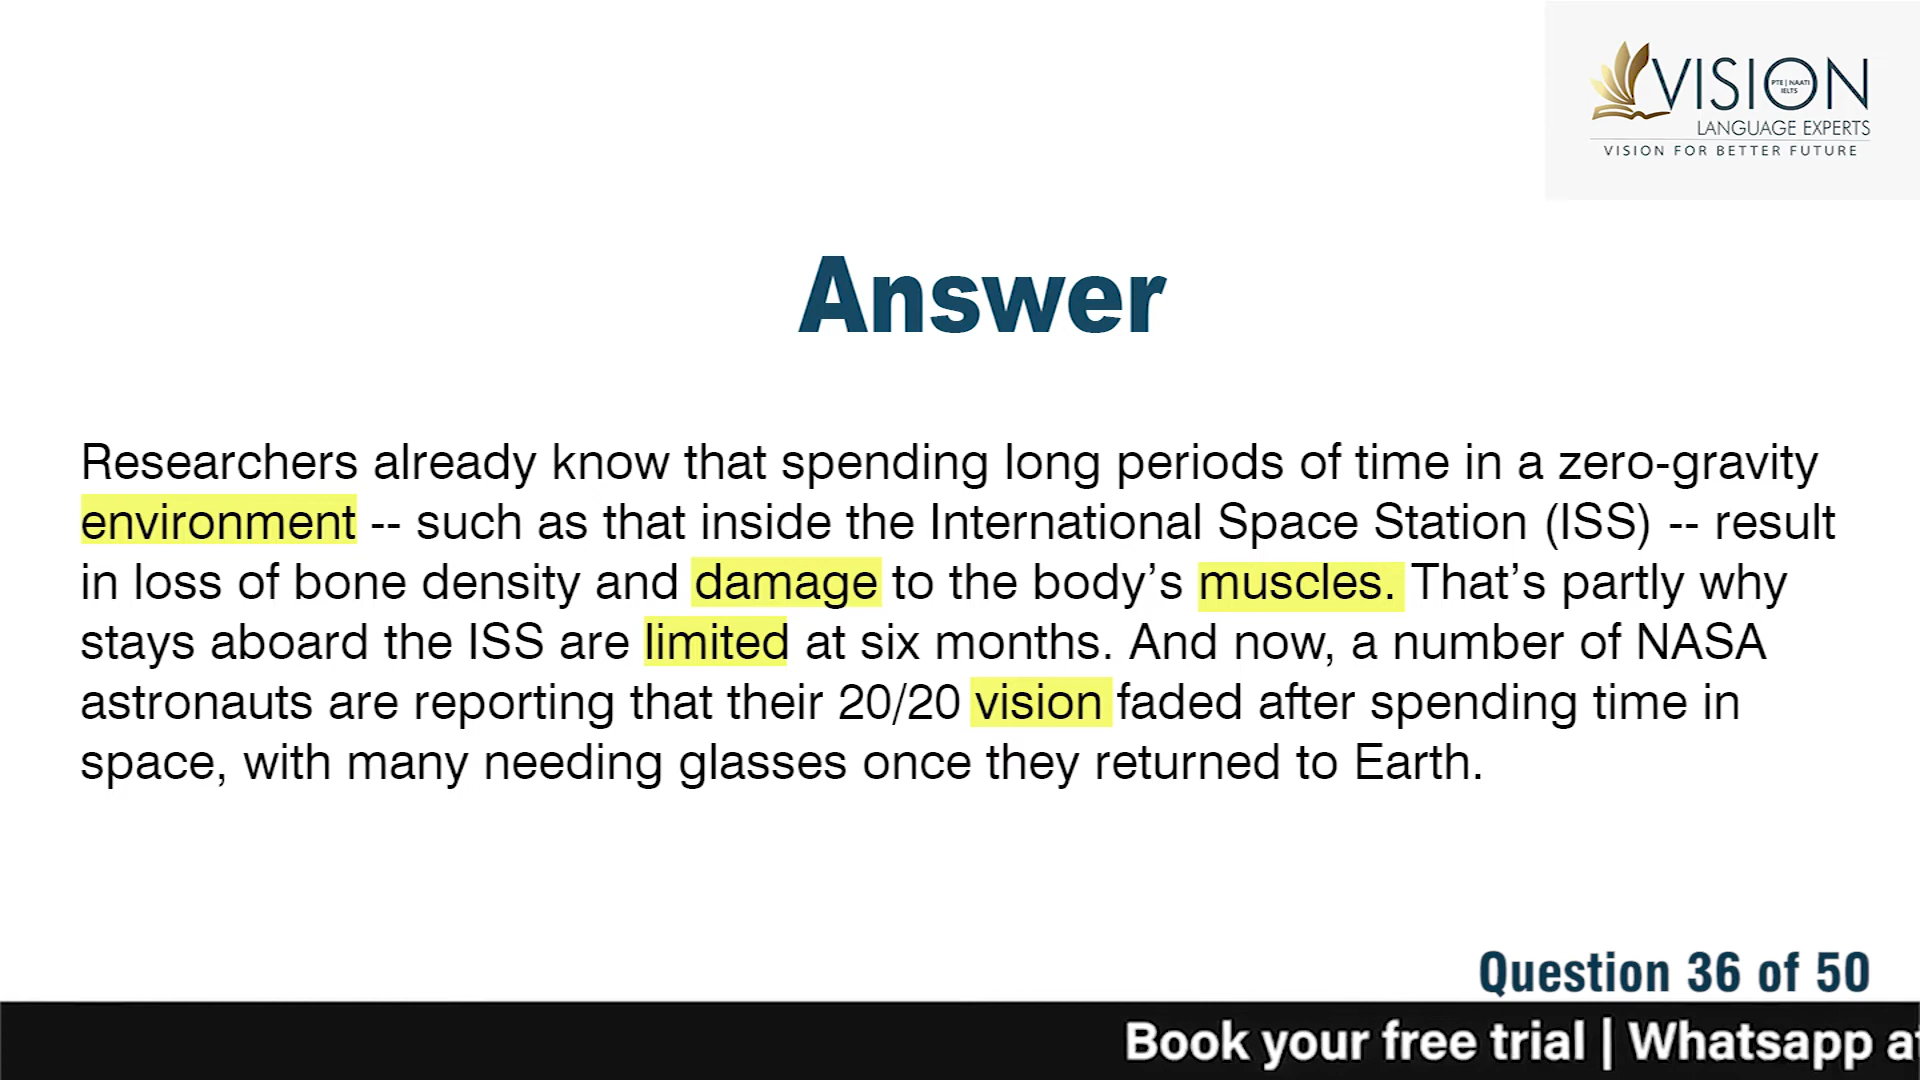 VISION
PTE | NAATI
IELTS
LANGUAGE EXPERTS
VISION FOR BETTER FUTURE
Answer
Researchers already know that spending long periods of time in a zero-gravity
environment -- such as that inside the International Space Station (ISS) -- result
in loss of bone density and damage to the body’s muscles. That’s partly why
stays aboard the ISS are limited at six months. And now, a number of NASA
astronauts are reporting that their 20/20 vision faded after spending time in
space, with many needing glasses once they returned to Earth.
Question 36 of 50
Book your free trial | Whatsapp